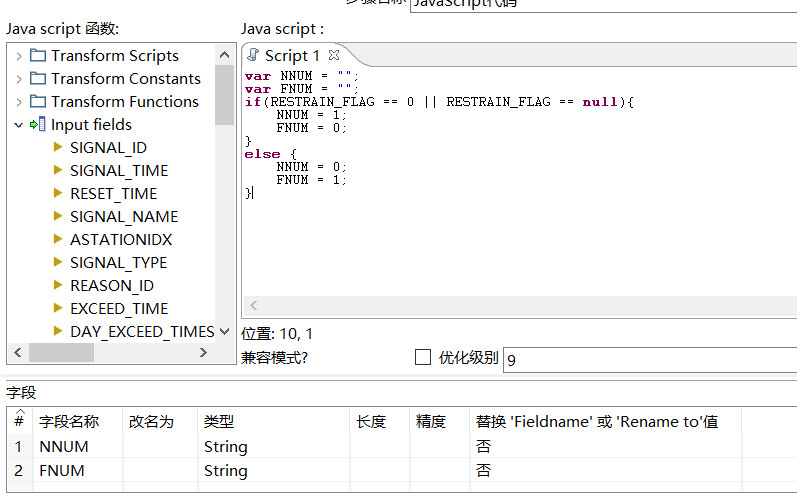 步骤名称 JavaScript代码
Java script 函数:
Java script :
Transform Scripts
Transform Constants
Transform Functions
Input fields
SIGNAL_ID
SIGNAL_TIME
RESET_TIME
SIGNAL_NAME
ASTATIONIDX
SIGNAL_TYPE
REASON_ID
EXCEED_TIME
DAY_EXCEED_TIMES
Script 1
var NNUM = "";
var FNUM = "";
if(RESTRAIN_FLAG == 0 || RESTRAIN_FLAG == null){
NNUM = 1;
FNUM = 0;
}
else {
NNUM = 0;
FNUM = 1;
}
位置: 10, 1
兼容模式?
优化级别 9
字段
# 字段名称 改名为 类型 长度 精度 替换 'Fieldname' 或 'Rename to'值
1 NNUM String 否
2 FNUM String 否